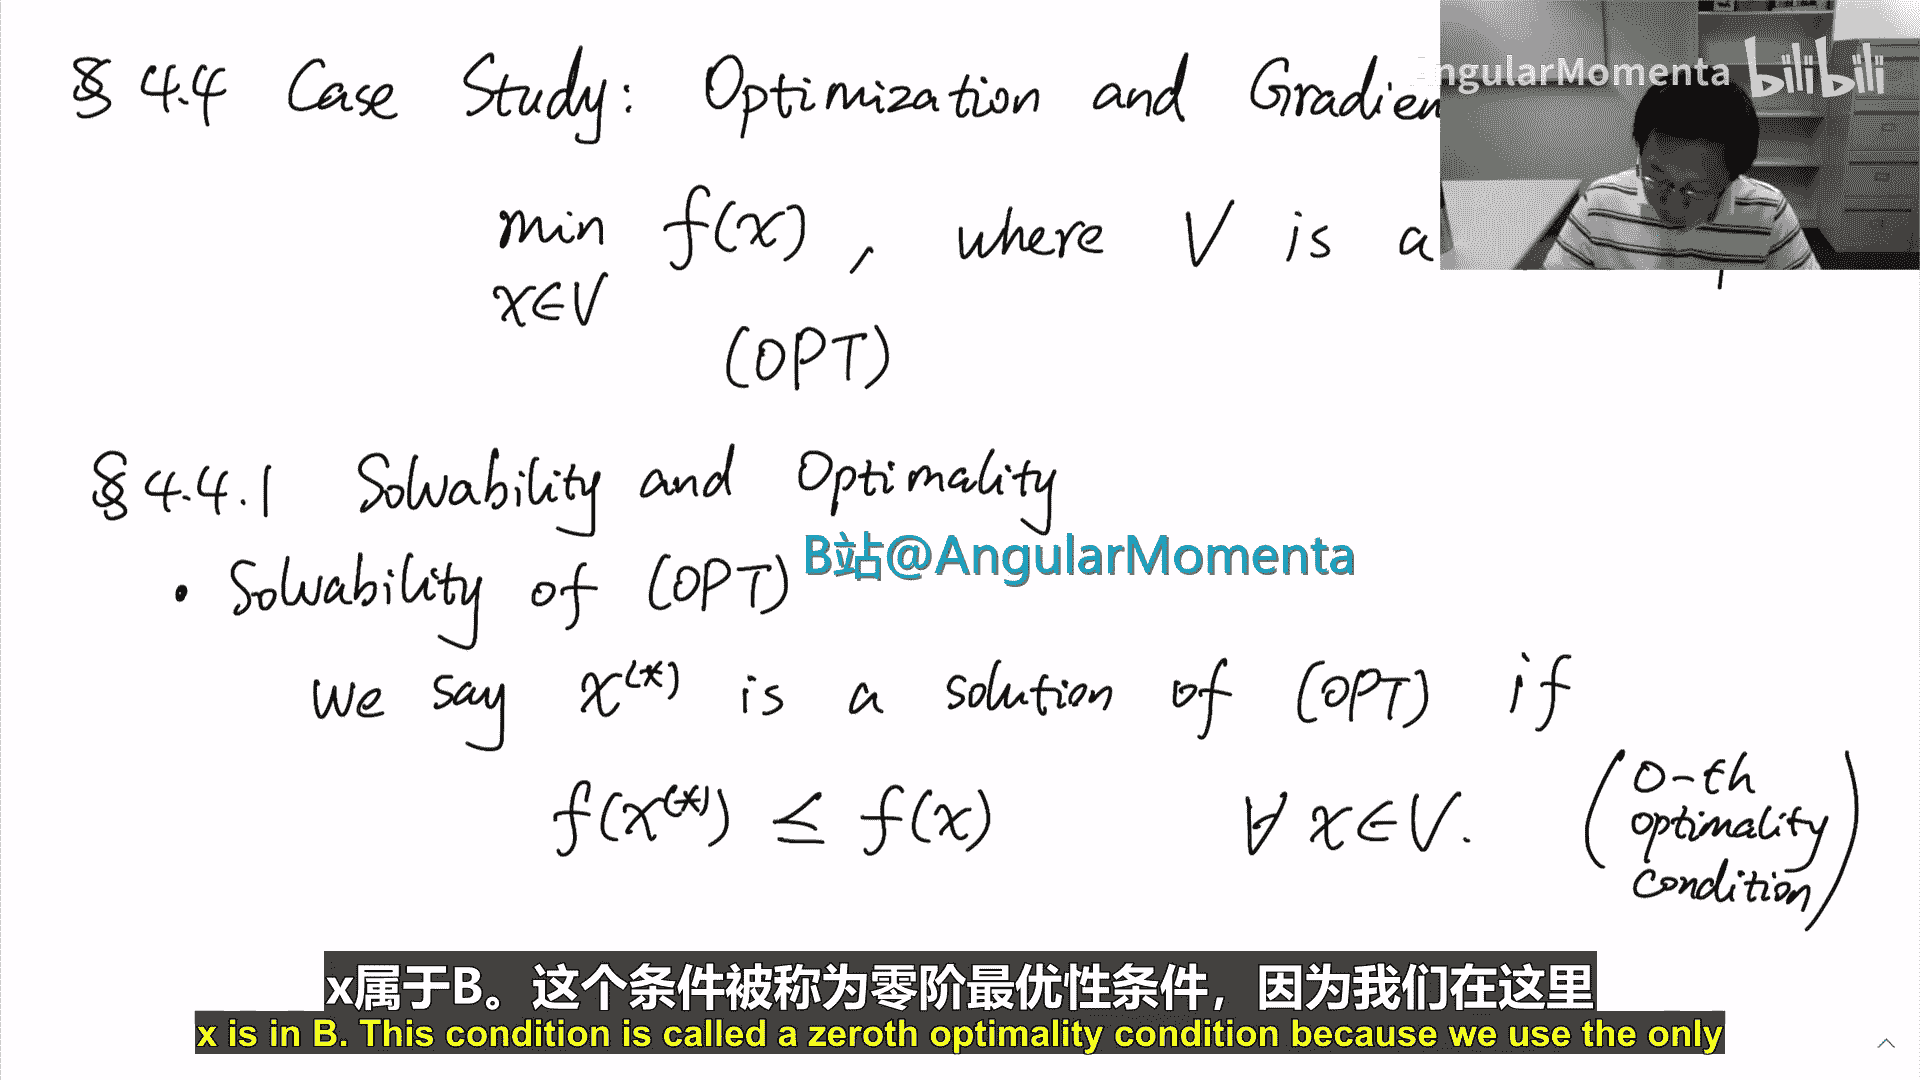 § 4.4 Case Study: Optimization and Gradien
ngularMomenta bilibili
min f(x), where V is a
x∈V
(OPT)
§ 4.4.1 Solvability and Optimality
• Solvability of (OPT)
B站@AngularMomenta
We say x^(*) is a solution of (OPT) if
f(x^(*)) ≤ f(x) ∀ x∈V. (0-th optimality condition)
x属于B。这个条件被称为零阶最优性条件，因为我们在这里
x is in B. This condition is called a zeroth optimality condition because we use the only